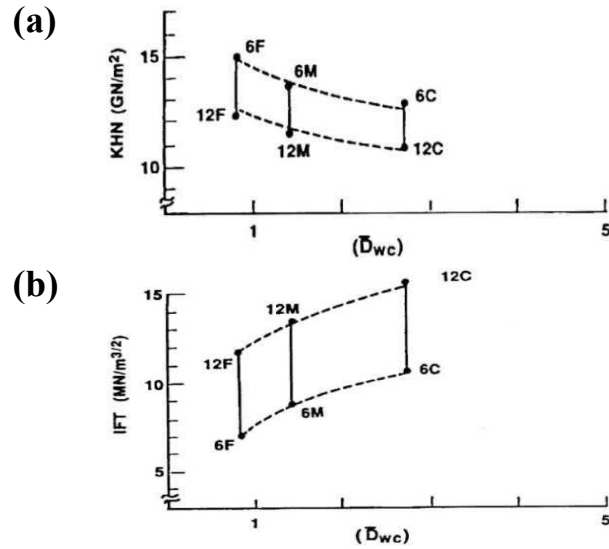 (a)
KHN (GN/m²)
15
10
6F
6M
6C
12F
12M
12C
1
5
(D̄wc)
(b)
IFT (MN/m³/²)
15
10
5
12C
12M
12F
6C
6M
6F
1
5
(D̄wc)